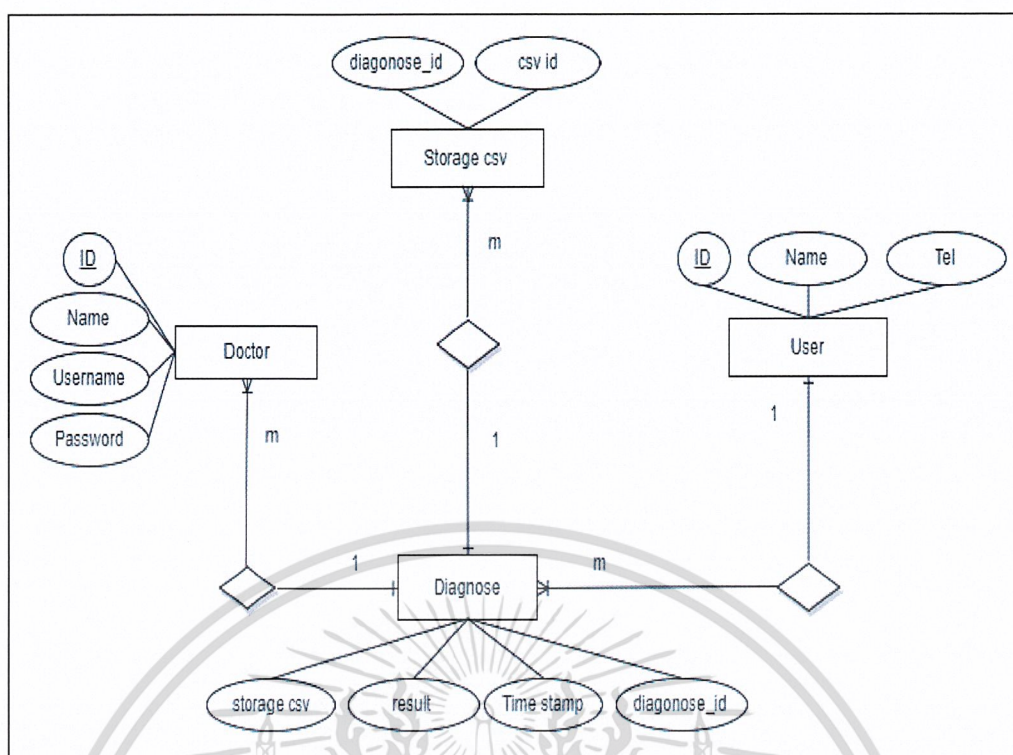 diagonose_id
csv id
Storage csv
m
ID
Name
Tel
ID
Name
Doctor
User
Username
Password
m
1
1
1
m
Diagnose
storage csv
result
Time stamp
diagonose_id